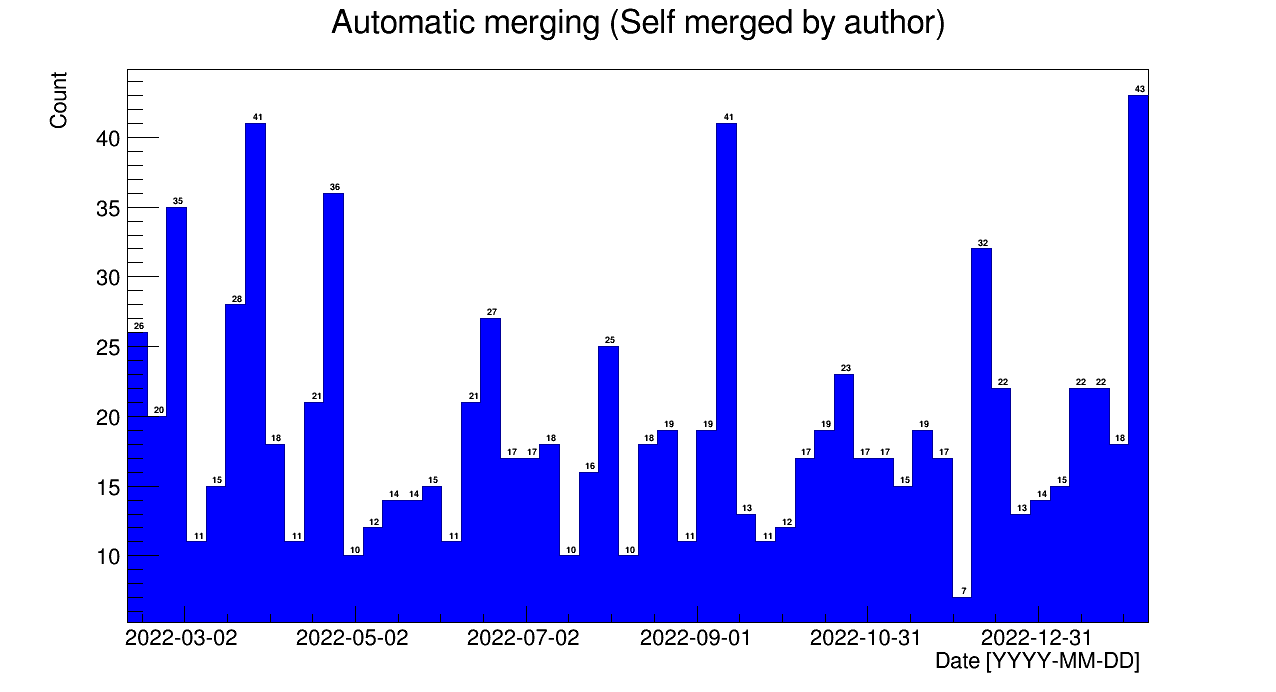 Automatic merging (Self merged by author)
Count
40
35
30
25
20
15
10
26 20 35 11 15 28 41 18 11 21 36 10 12 14 14 15 11 21 27 17 17 18 10 16 25 10 18 19 11 19 41 13 11 12 17 19 23 17 17 15 19 17 7 32 22 13 14 15 22 22 18 43
2022-03-02 2022-05-02 2022-07-02 2022-09-01 2022-10-31 2022-12-31
Date [YYYY-MM-DD]